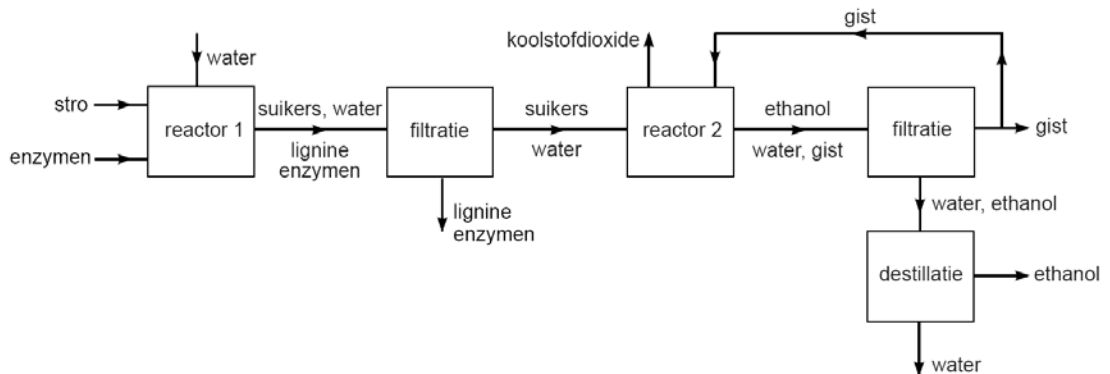 gist
koolstofdioxide
water
stro
enzymen
reactor 1
suikers, water
lignine
enzymen
filtratie
lignine
enzymen
suikers
water
reactor 2
ethanol
water, gist
filtratie
gist
water, ethanol
destillatie
ethanol
water